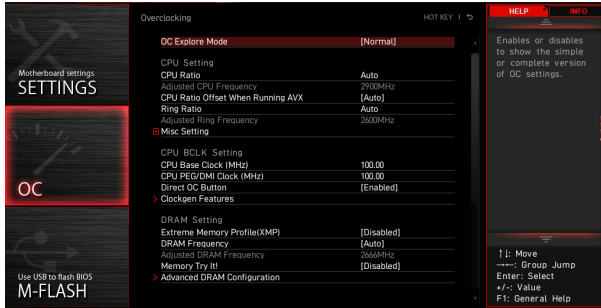 Overclocking
HOT KEY |
HELP
INFO
Motherboard settings
SETTINGS
OC
Use USB to flash BIOS
M-FLASH
OC Explore Mode [Normal]
CPU Setting
CPU Ratio Auto
Adjusted CPU Frequency 2900MHz
CPU Ratio Offset When Running AVX [Auto]
Ring Ratio Auto
Adjusted Ring Frequency 2600MHz
Misc Setting
CPU BCLK Setting
CPU Base Clock (MHz) 100.00
CPU PEG/DMI Clock (MHz) 100.00
Direct OC Button [Enabled]
Clockgen Features
DRAM Setting
Extreme Memory Profile(XMP) [Disabled]
DRAM Frequency [Auto]
Adjusted DRAM Frequency 2666MHz
Memory Try It! [Disabled]
Advanced DRAM Configuration
Enables or disables
to show the simple
or complete version
of OC settings.
↑↓: Move
→←: Group Jump
Enter: Select
+/-: Value
F1: General Help